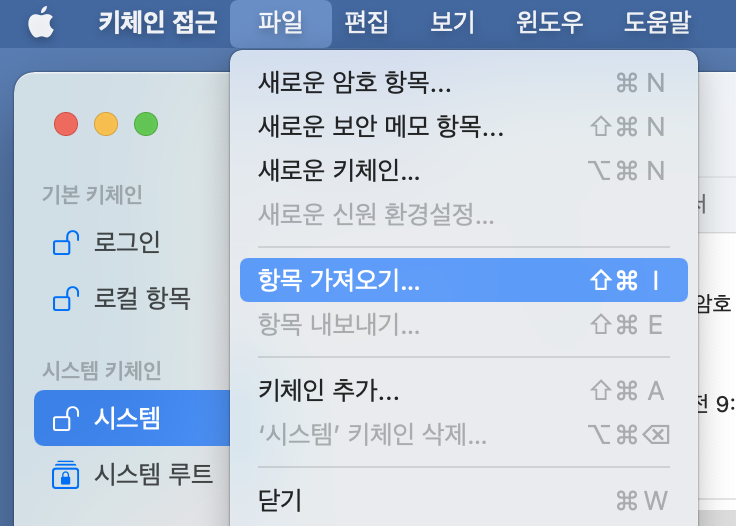 키체인 접근 파일 편집 보기 윈도우 도움말
새로운 암호 항목... ⌘ N
새로운 보안 메모 항목... ⇧⌘ N
새로운 키체인... ⌥⌘ N
새로운 신원 환경설정...
항목 가져오기... ⇧⌘ I
항목 내보내기... ⇧⌘ E
키체인 추가... ⇧⌘ A
‘시스템’ 키체인 삭제... ⌥⌘⌫
닫기 ⌘ W
기본 키체인
로그인
로컬 항목
시스템 키체인
시스템
시스템 루트
암호
전 9: